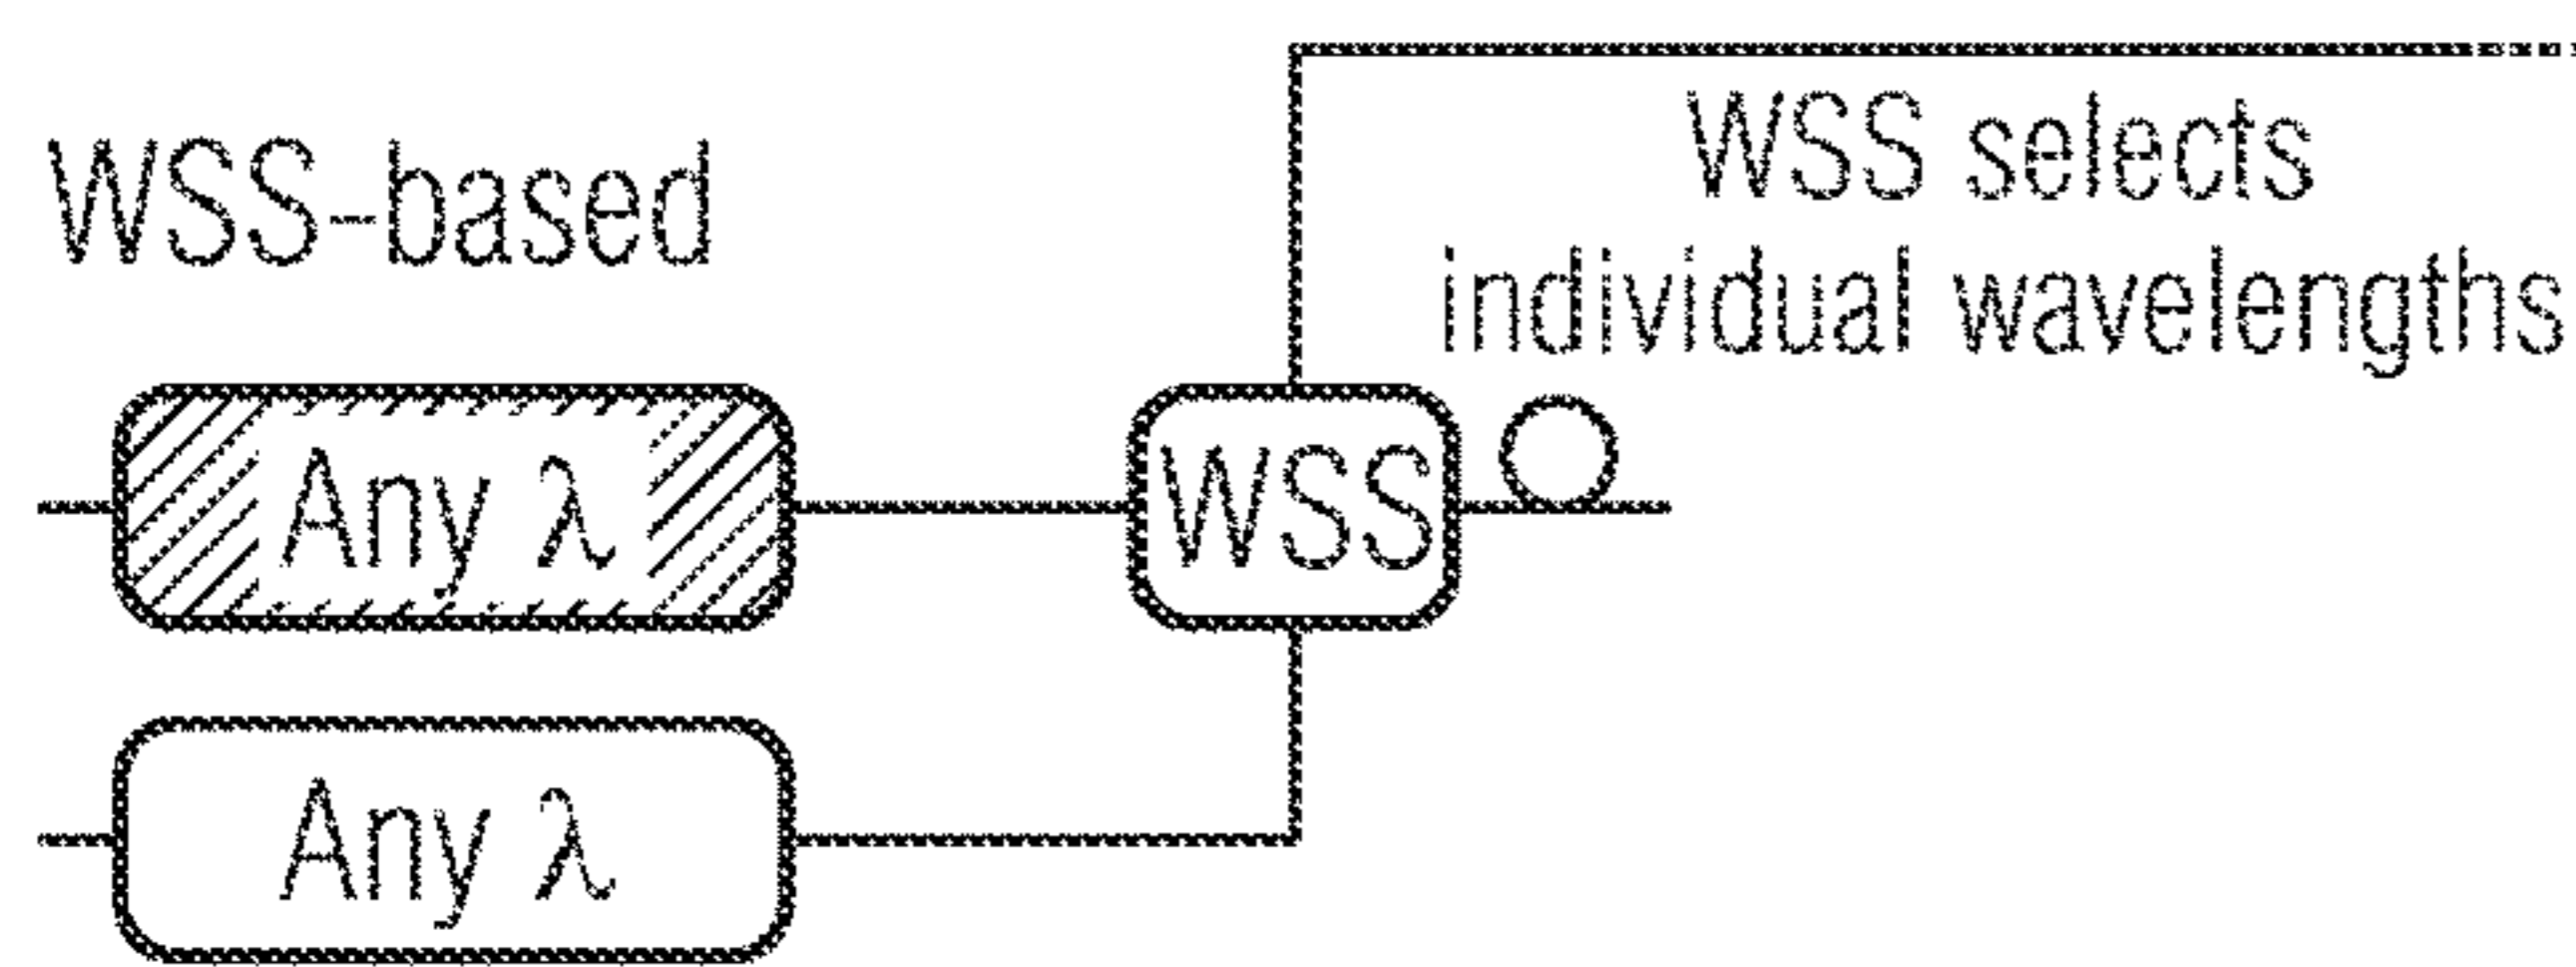 WSS-based
WSS selects
individual wavelengths
Any λ
WSS
Any λ